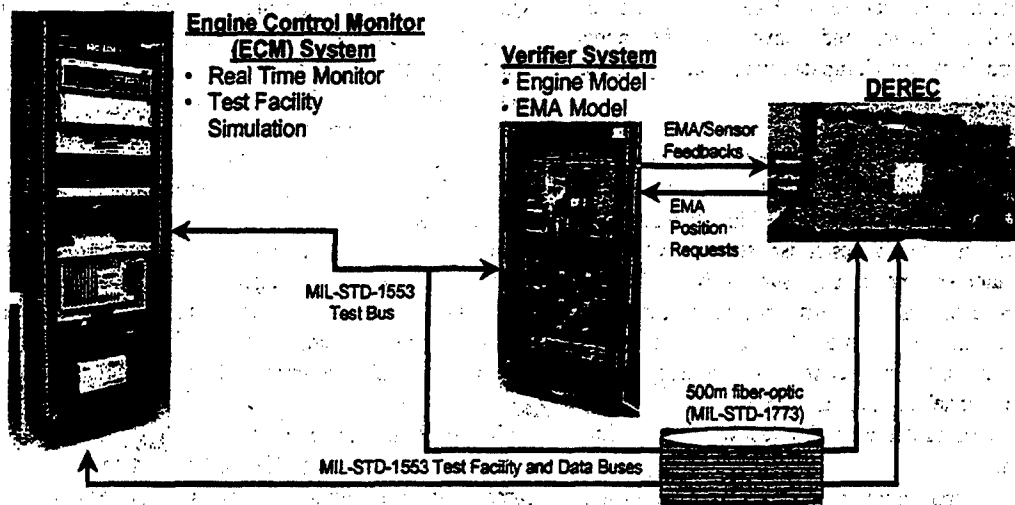 Engine Control Monitor
(ECM) System
• Real Time Monitor
• Test Facility
Simulation
Verifier System
• Engine Model
• EMA Model
DEREC
EMA/Sensor
Feedbacks
EMA
Position
Requests
MIL-STD-1553
Test Bus
500m fiber-optic
(MIL-STD-1773)
MIL-STD-1553 Test Facility and Data Buses